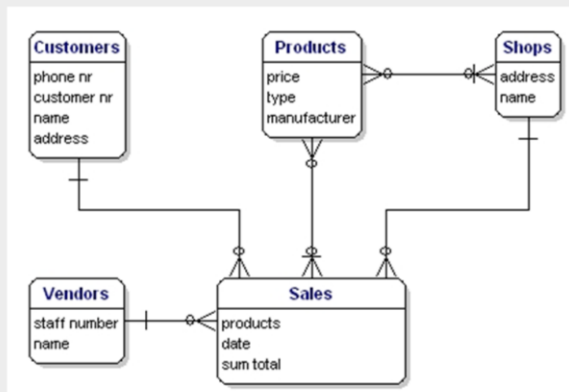 Customers
phone nr
customer nr
name
address
Products
price
type
manufacturer
Shops
address
name
Vendors
staff number
name
Sales
products
date
sum total